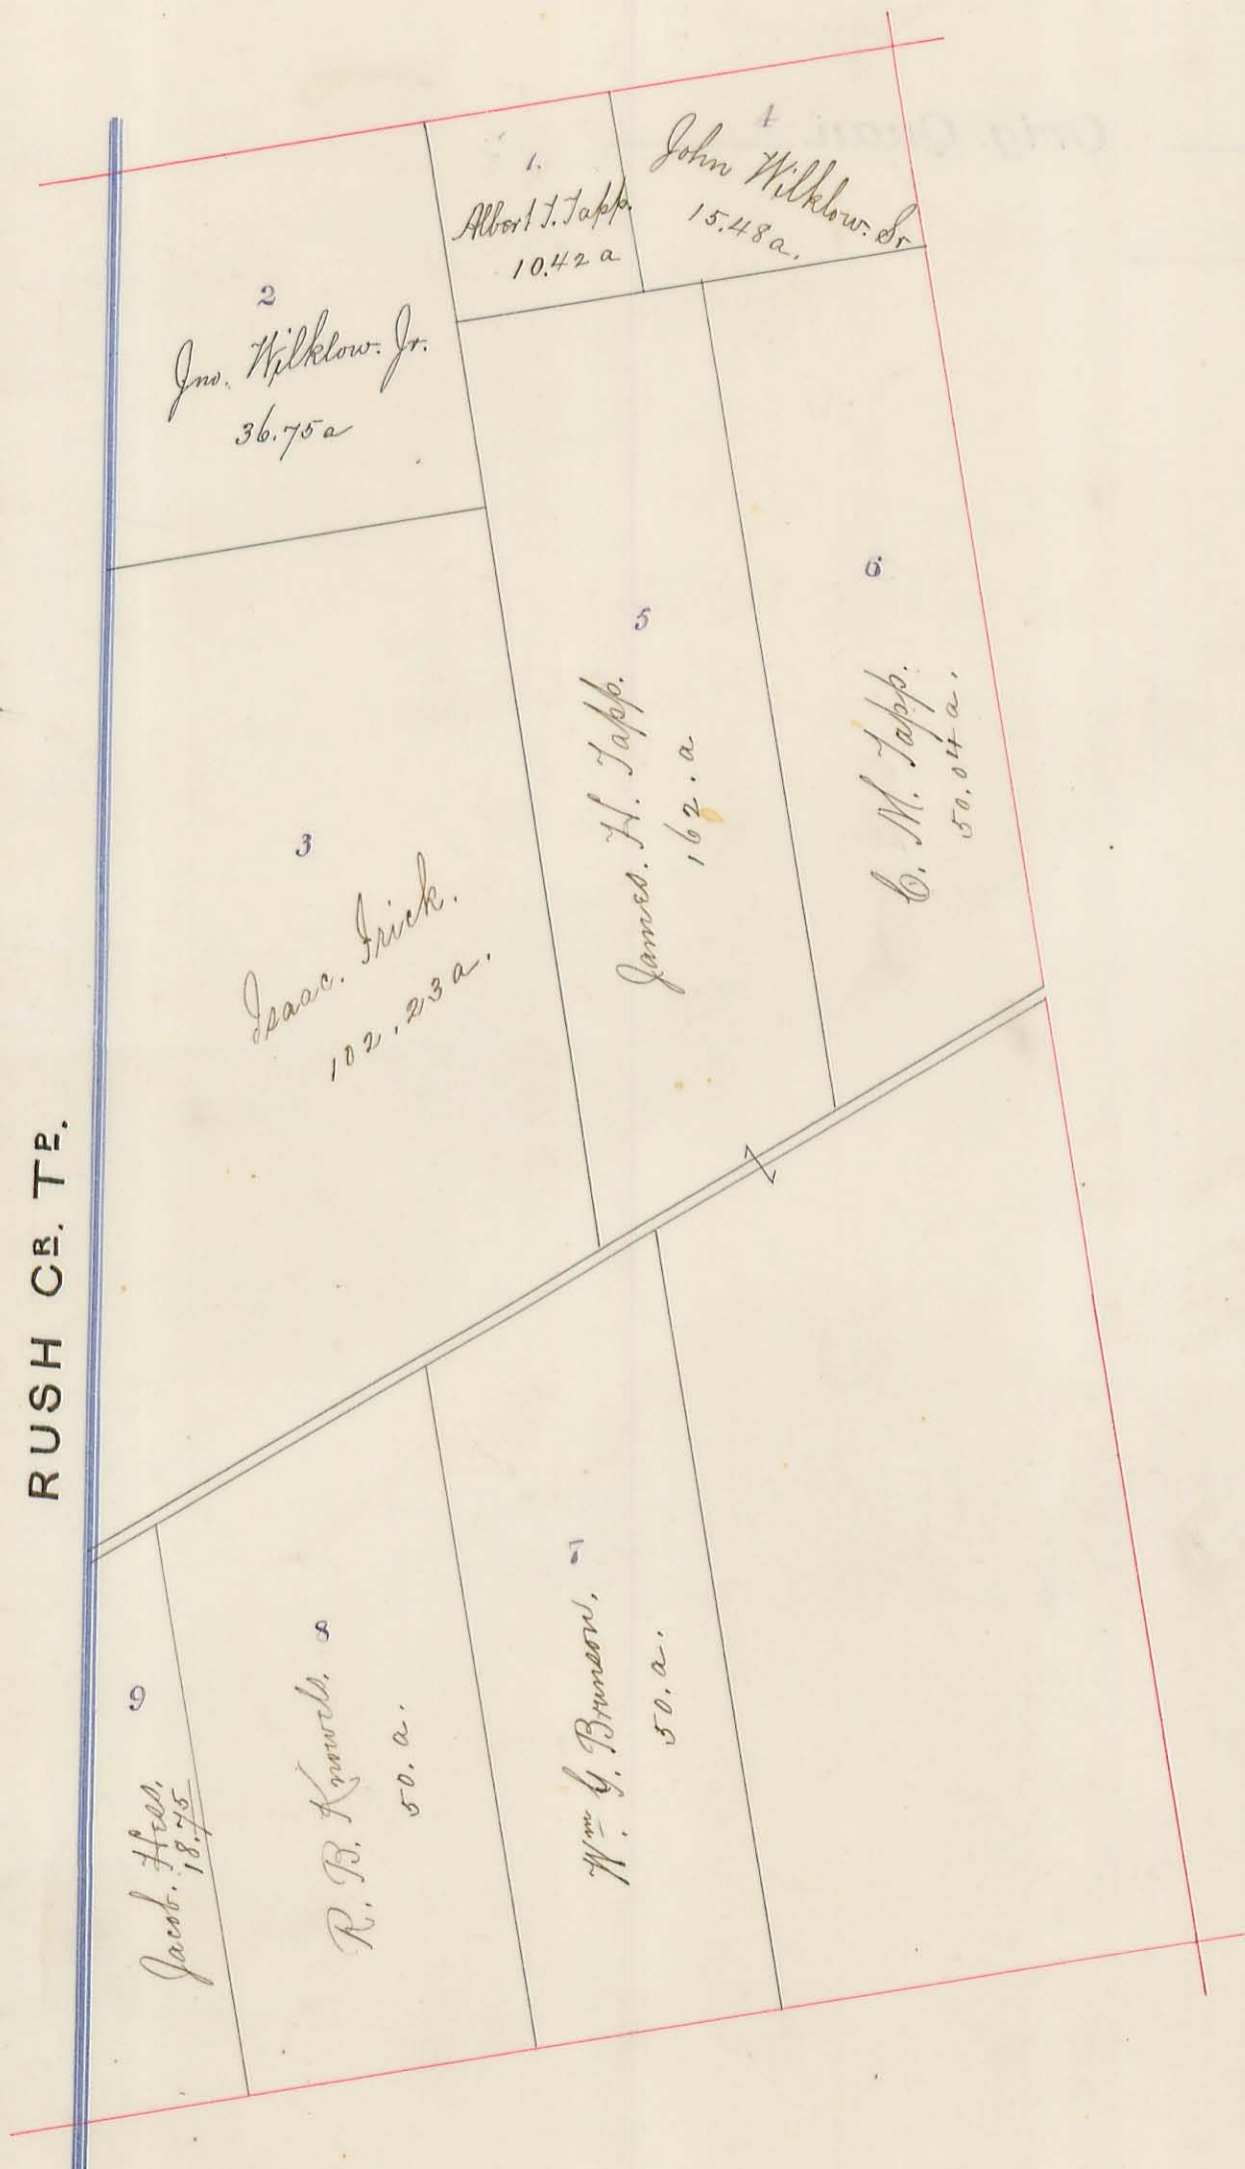 1.
Albert T. Tapp.
10.42 a
4
John Wilklow. Sr
15.48 a.
2
Jno. Wilklow. Jr.
36.75 a
3
Isaac. Frick.
102.23 a.
5
James. H. Tapp.
162. a
6
C. M. Tapp.
50.04 a.
RUSH CR. TP.
Z
7
Wm G. Brunson.
50. a.
8
R. B. Knowls.
50. a.
9
Jacob. Hess.
18.75